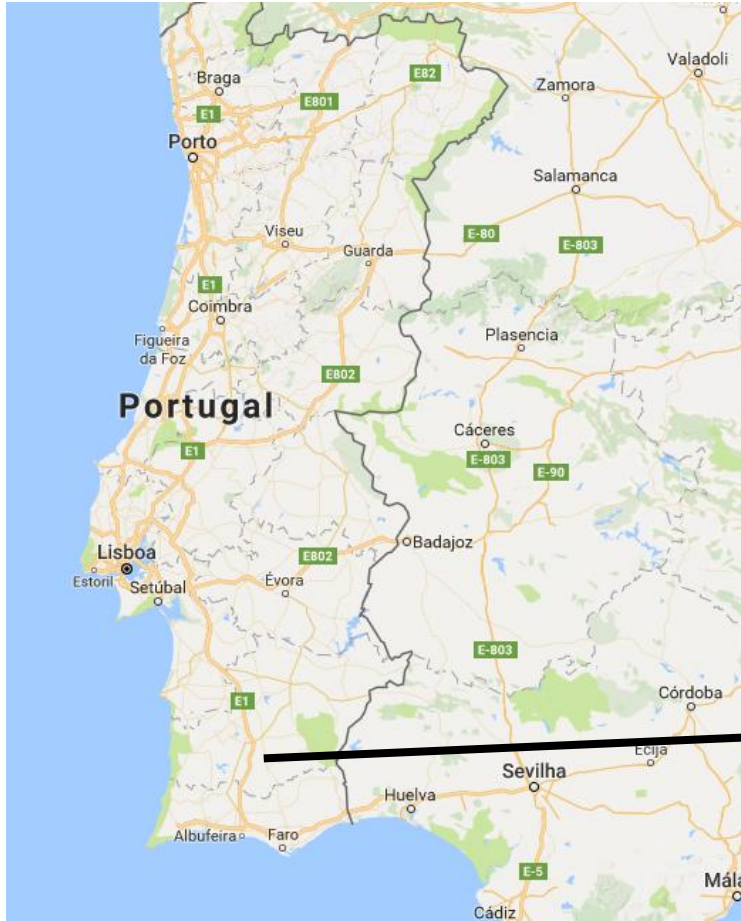 Valladoli
Braga
E82
Zamora
E801
E1
Porto
Salamanca
Viseu
E-80
Guarda
E-803
E1
Coimbra
Figueira
da Foz
Plasencia
E802
Portugal
Cáceres
E1
E-803
E-90
Lisboa
E802
Badajoz
Estoril
Setúbal
Évora
E-803
E1
Córdoba
Ecija
Sevilha
Huelva
Albufeira
Faro
E-5
Mála
Cádiz